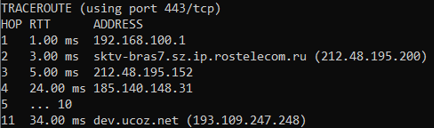 TRACEROUTE (using port 443/tcp)
HOP RTT      ADDRESS
1   1.00 ms  192.168.100.1
2   3.00 ms  sktv-bras7.sz.ip.rostelecom.ru (212.48.195.200)
3   5.00 ms  212.48.195.152
4   24.00 ms 185.140.148.31
5   ... 10
11  34.00 ms dev.ucoz.net (193.109.247.248)